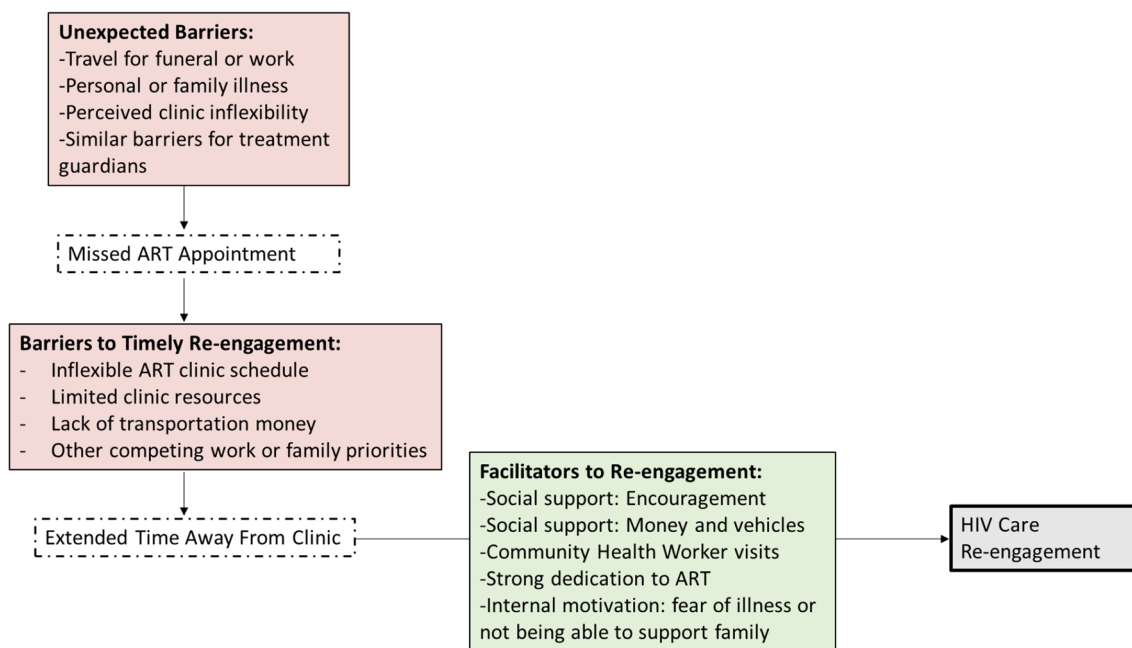 Unexpected Barriers:
-Travel for funeral or work
-Personal or family illness
-Perceived clinic inflexibility
-Similar barriers for treatment
guardians
Missed ART Appointment
Barriers to Timely Re-engagement:
- Inflexible ART clinic schedule
- Limited clinic resources
- Lack of transportation money
- Other competing work or family priorities
Extended Time Away From Clinic
Facilitators to Re-engagement:
-Social support: Encouragement
-Social support: Money and vehicles
-Community Health Worker visits
-Strong dedication to ART
-Internal motivation: fear of illness or
not being able to support family
HIV Care
Re-engagement